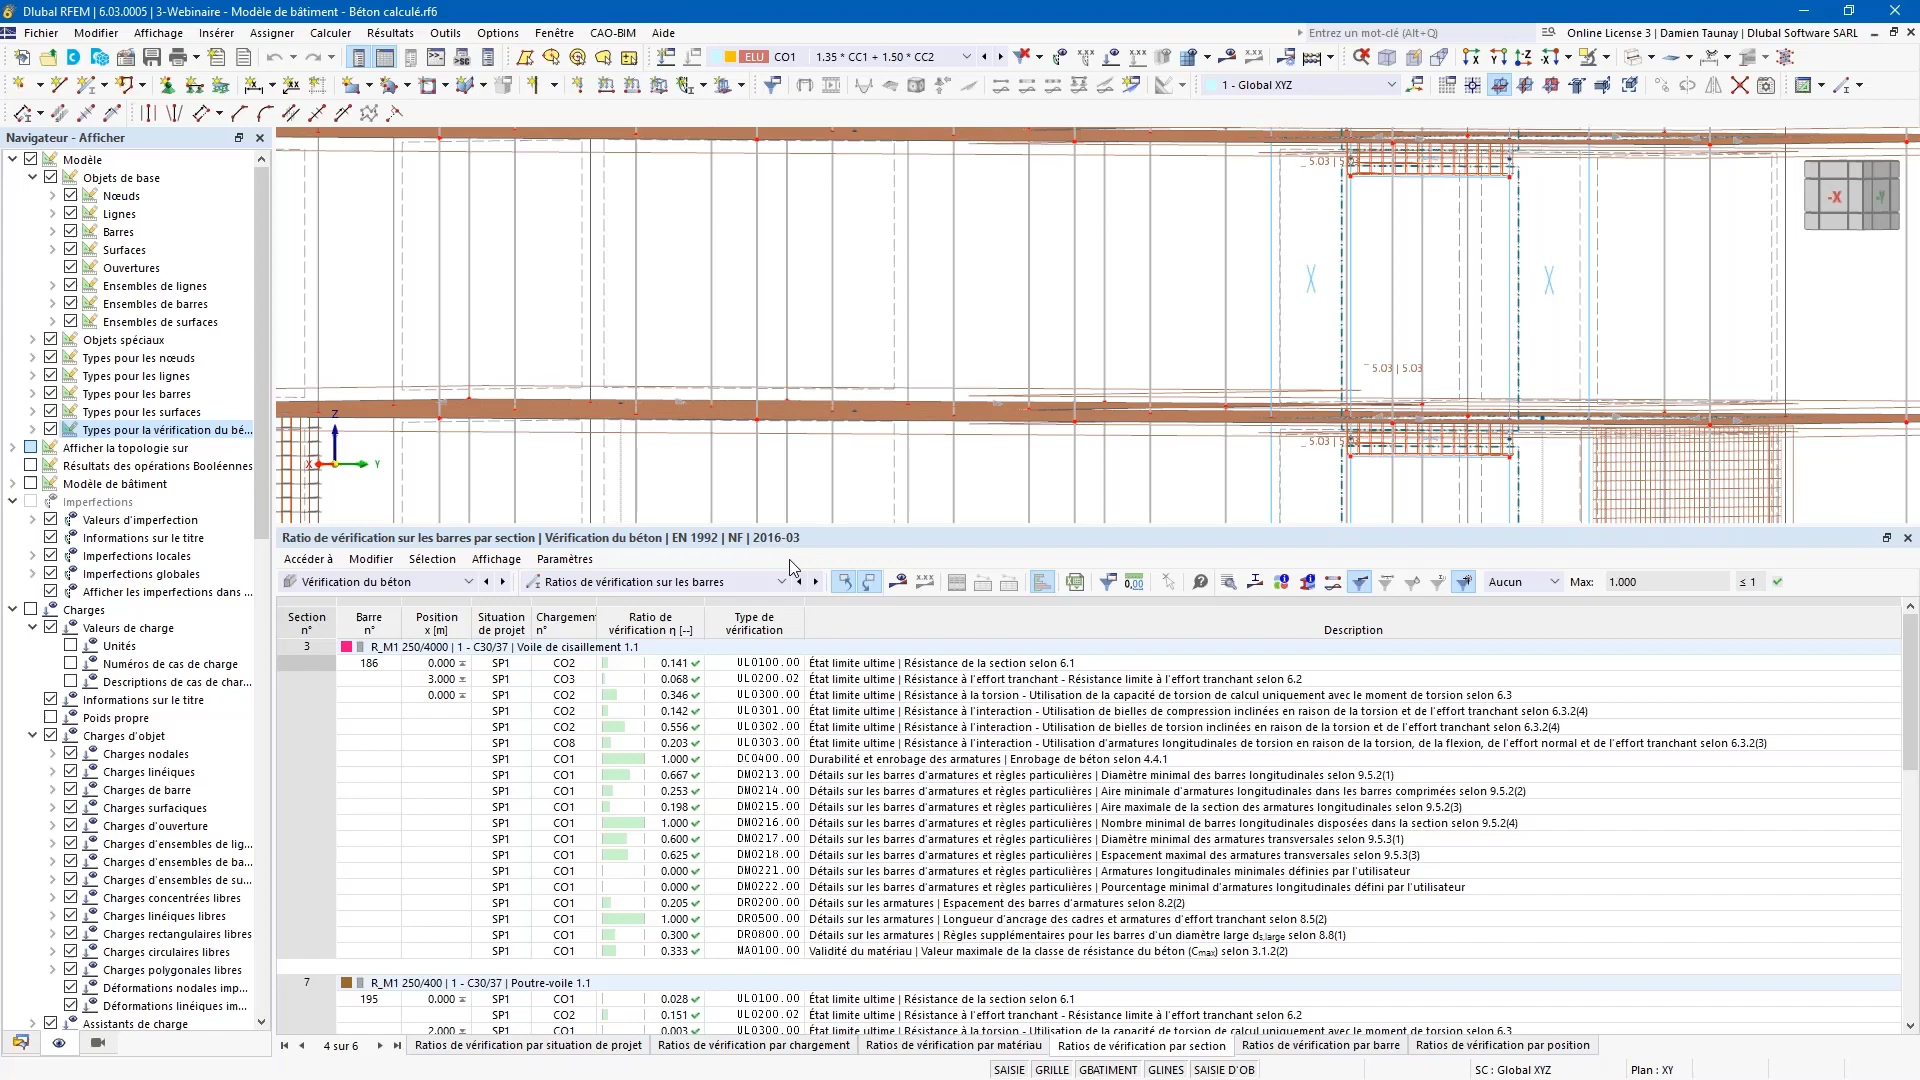 Dlubal RFEM | 6.03.0005 | 3-Webinaire - Modèle de bâtiment - Béton calculé.rf6
Fichier Modifier Affichage Insérer Assigner Calculer Résultats Outils Options Fenêtre CAO-BIM Aide
Entrez un mot-clé (Alt+Q)
Online License 3 | Damien Taunay | Dlubal Software SARL
ELU CO1 1.35 * CC1 + 1.50 * CC2
1 - Global XYZ
Navigateur - Afficher
Modèle
Objets de base
Nœuds
Lignes
Barres
Surfaces
Ouvertures
Ensembles de lignes
Ensembles de barres
Ensembles de surfaces
Objets spéciaux
Types pour les nœuds
Types pour les lignes
Types pour les barres
Types pour les surfaces
Types pour la vérification du bé...
Afficher la topologie sur
Résultats des opérations Booléennes
Modèle de bâtiment
Imperfections
Valeurs d'imperfection
Informations sur le titre
Imperfections locales
Imperfections globales
Afficher les imperfections dans ...
Charges
Valeurs de charge
Unités
Numéros de cas de charge
Descriptions de cas de char...
Informations sur le titre
Poids propre
Charges d'objet
Charges nodales
Charges linéiques
Charges de barre
Charges surfaciques
Charges d'ouverture
Charges d'ensembles de lig...
Charges d'ensembles de ba...
Charges d'ensembles de su...
Charges concentrées libres
Charges linéiques libres
Charges rectangulaires libres
Charges circulaires libres
Charges polygonales libres
Déformations nodales imp...
Déformations linéiques im...
Assistants de charge
5.03 | 5.03
5.03 | 5.03
5.03 | 5.03
-X -Y
Z
X Y
Ratio de vérification sur les barres par section | Vérification du béton | EN 1992 | NF | 2016-03
Accéder à Modifier Sélection Affichage Paramètres
Vérification du béton Ratios de vérification sur les barres Aucun Max: 1.000 ≤ 1
Section n° Barre n° Position x [m] Situation de projet Chargement n° Ratio de vérification η [--] Type de vérification Description
3 R_M1 250/4000 | 1 - C30/37 | Voile de cisaillement 1.1
186 0.000 SP1 CO2 0.141 UL0100.00 État limite ultime | Résistance de la section selon 6.1
3.000 SP1 CO3 0.068 UL0200.02 État limite ultime | Résistance à l'effort tranchant - Résistance limite à l'effort tranchant selon 6.2
0.000 SP1 CO2 0.346 UL0300.00 État limite ultime | Résistance à la torsion - Utilisation de la capacité de torsion de calcul uniquement avec le moment de torsion selon 6.3
SP1 CO2 0.142 UL0301.00 État limite ultime | Résistance à l'interaction - Utilisation de bielles de compression inclinées en raison de la torsion et de l'effort tranchant selon 6.3.2(4)
SP1 CO2 0.556 UL0302.00 État limite ultime | Résistance à l'interaction - Utilisation de bielles de torsion inclinées en raison de la torsion et de l'effort tranchant selon 6.3.2(4)
SP1 CO8 0.203 UL0303.00 État limite ultime | Résistance à l'interaction - Utilisation d'armatures longitudinales de torsion en raison de la torsion, de la flexion, de l'effort normal et de l'effort tranchant selon 6.3.2(3)
SP1 CO1 1.000 DC0400.00 Durabilité et enrobage des armatures | Enrobage de béton selon 4.4.1
SP1 CO1 0.667 DM0213.00 Détails sur les barres d'armatures et règles particulières | Diamètre minimal des barres longitudinales selon 9.5.2(1)
SP1 CO1 0.253 DM0214.00 Détails sur les barres d'armatures et règles particulières | Aire minimale d'armatures longitudinales dans les barres comprimées selon 9.5.2(2)
SP1 CO1 0.198 DM0215.00 Détails sur les barres d'armatures et règles particulières | Aire maximale de la section des armatures longitudinales selon 9.5.2(3)
SP1 CO1 1.000 DM0216.00 Détails sur les barres d'armatures et règles particulières | Nombre minimal de barres longitudinales disposées dans la section selon 9.5.2(4)
SP1 CO1 0.600 DM0217.00 Détails sur les barres d'armatures et règles particulières | Diamètre minimal des armatures transversales selon 9.5.3(1)
SP1 CO1 0.625 DM0218.00 Détails sur les barres d'armatures et règles particulières | Espacement maximal des armatures transversales selon 9.5.3(3)
SP1 CO1 0.000 DM0221.00 Détails sur les barres d'armatures et règles particulières | Armatures longitudinales minimales définies par l'utilisateur
SP1 CO1 0.000 DM0222.00 Détails sur les barres d'armatures et règles particulières | Pourcentage minimal d'armatures longitudinales défini par l'utilisateur
SP1 CO1 0.205 DR0200.00 Détails sur les armatures | Espacement des barres d'armatures selon 8.2(2)
SP1 CO1 1.000 DR0500.00 Détails sur les armatures | Longueur d'ancrage des cadres et armatures d'effort tranchant selon 8.5(2)
SP1 CO1 0.300 DR0800.00 Détails sur les armatures | Règles supplémentaires pour les barres d'un diamètre large ds,large selon 8.8(1)
SP1 CO1 0.333 MA0100.00 Validité du matériau | Valeur maximale de la classe de résistance du béton (Cmax) selon 3.1.2(2)
7 R_M1 250/400 | 1 - C30/37 | Poutre-voile 1.1
195 0.000 SP1 CO1 0.028 UL0100.00 État limite ultime | Résistance de la section selon 6.1
SP1 CO2 0.151 UL0200.02 État limite ultime | Résistance à l'effort tranchant - Résistance limite à l'effort tranchant selon 6.2
2.000 SP1 CO1 0.003 UL0300.00 État limite ultime | Résistance à la torsion - Utilisation de la capacité de torsion de calcul uniquement avec le moment de torsion selon 6.3
4 sur 6 Ratios de vérification par situation de projet Ratios de vérification par chargement Ratios de vérification par matériau Ratios de vérification par section Ratios de vérification par barre Ratios de vérification par position
SAISIE GRILLE GBATIMENT GLINES SAISIE D'OB SC : Global XYZ Plan : XY